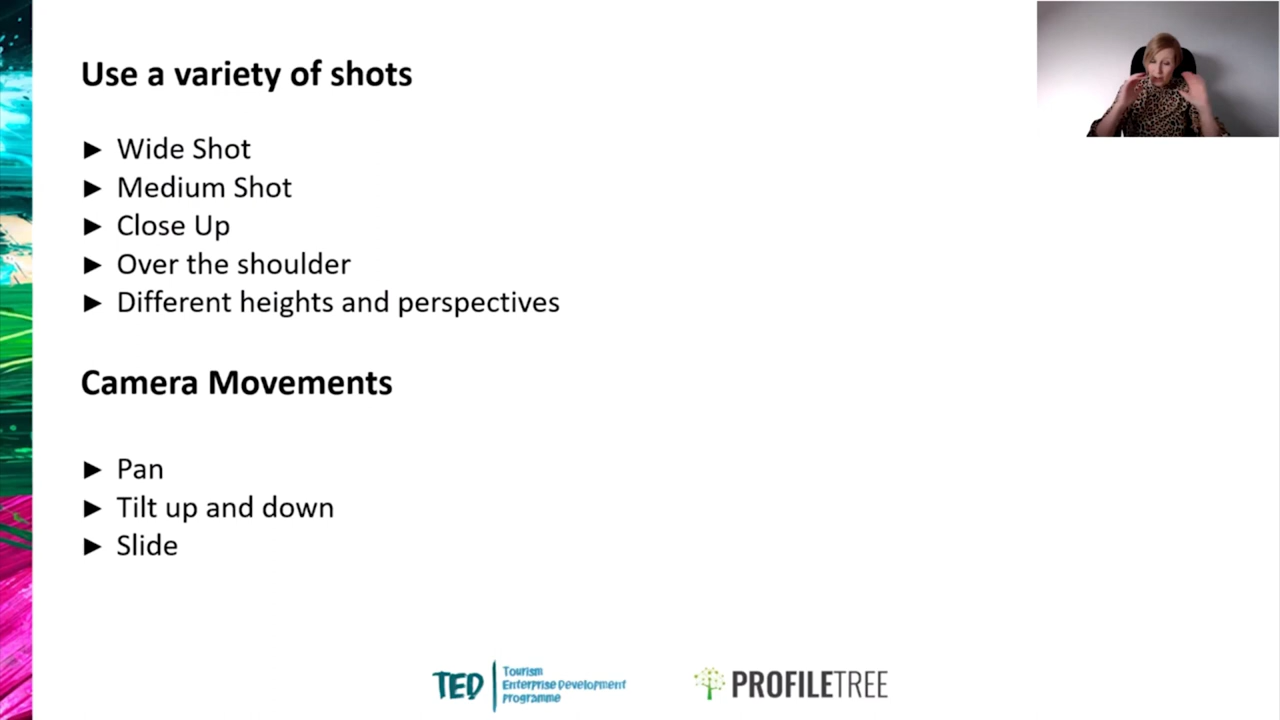 Use a variety of shots
► Wide Shot
► Medium Shot
► Close Up
► Over the shoulder
► Different heights and perspectives
Camera Movements
► Pan
► Tilt up and down
► Slide
TED
Tourism
Enterprise Development
Programme
PROFILETREE